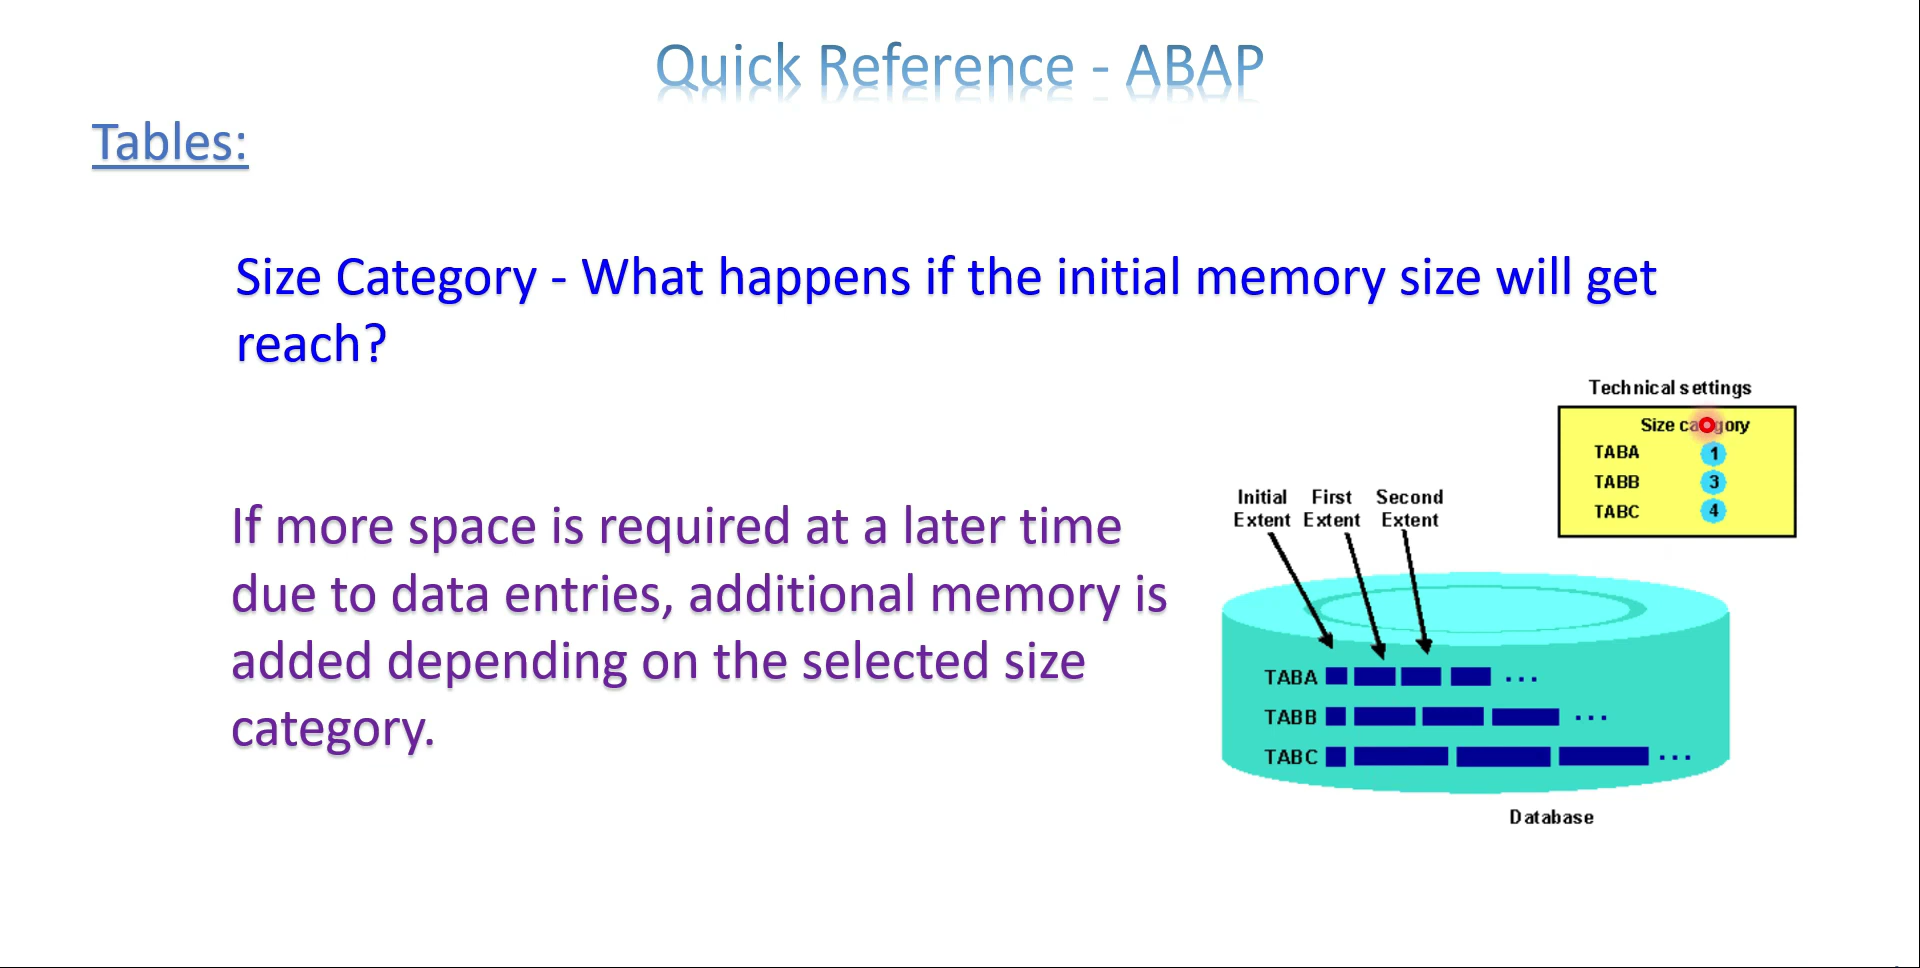 Quick Reference - ABAP
Tables:
Size Category - What happens if the initial memory size will get
reach?
If more space is required at a later time
due to data entries, additional memory is
added depending on the selected size
category.
Technical settings
Size category
TABA 1
TABB 3
TABC 4
Initial First Second
Extent Extent Extent
TABA ...
TABB ...
TABC ...
Database